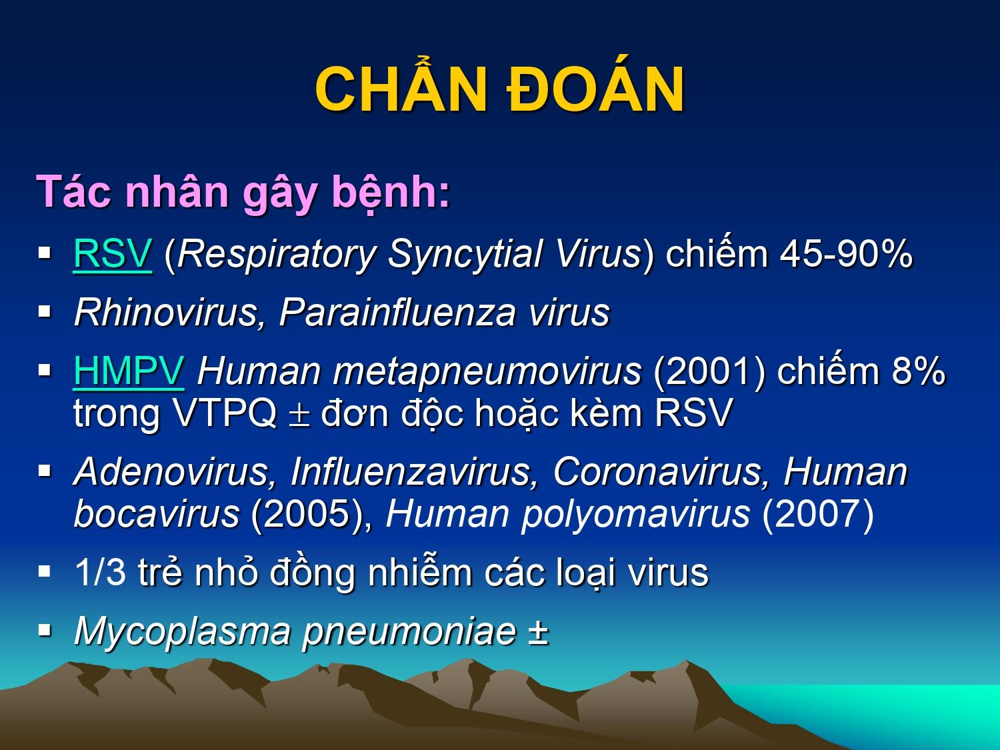 CHẨN ĐOÁN
Tác nhân gây bệnh:
▪ RSV (Respiratory Syncytial Virus) chiếm 45-90%
▪ Rhinovirus, Parainfluenza virus
▪ HMPV Human metapneumovirus (2001) chiếm 8%
trong VTPQ ± đơn độc hoặc kèm RSV
▪ Adenovirus, Influenzavirus, Coronavirus, Human
bocavirus (2005), Human polyomavirus (2007)
▪ 1/3 trẻ nhỏ đồng nhiễm các loại virus
▪ Mycoplasma pneumoniae ±